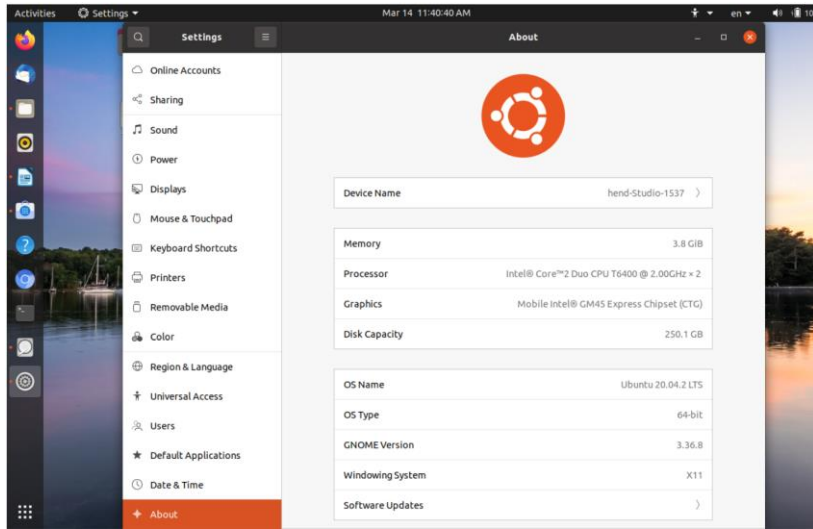 Activities
Settings
Mar 14 11:40:40 AM
en
10
Settings
About
Online Accounts
Sharing
Sound
Power
Displays
Mouse & Touchpad
Keyboard Shortcuts
Printers
Removable Media
Color
Region & Language
Universal Access
Users
Default Applications
Date & Time
About
Device Name hend-Studio-1537
Memory 3.8 GiB
Processor Intel® Core™2 Duo CPU T6400 @ 2.00GHz × 2
Graphics Mobile Intel® GM45 Express Chipset (CTG)
Disk Capacity 250.1 GB
OS Name Ubuntu 20.04.2 LTS
OS Type 64-bit
GNOME Version 3.36.8
Windowing System X11
Software Updates